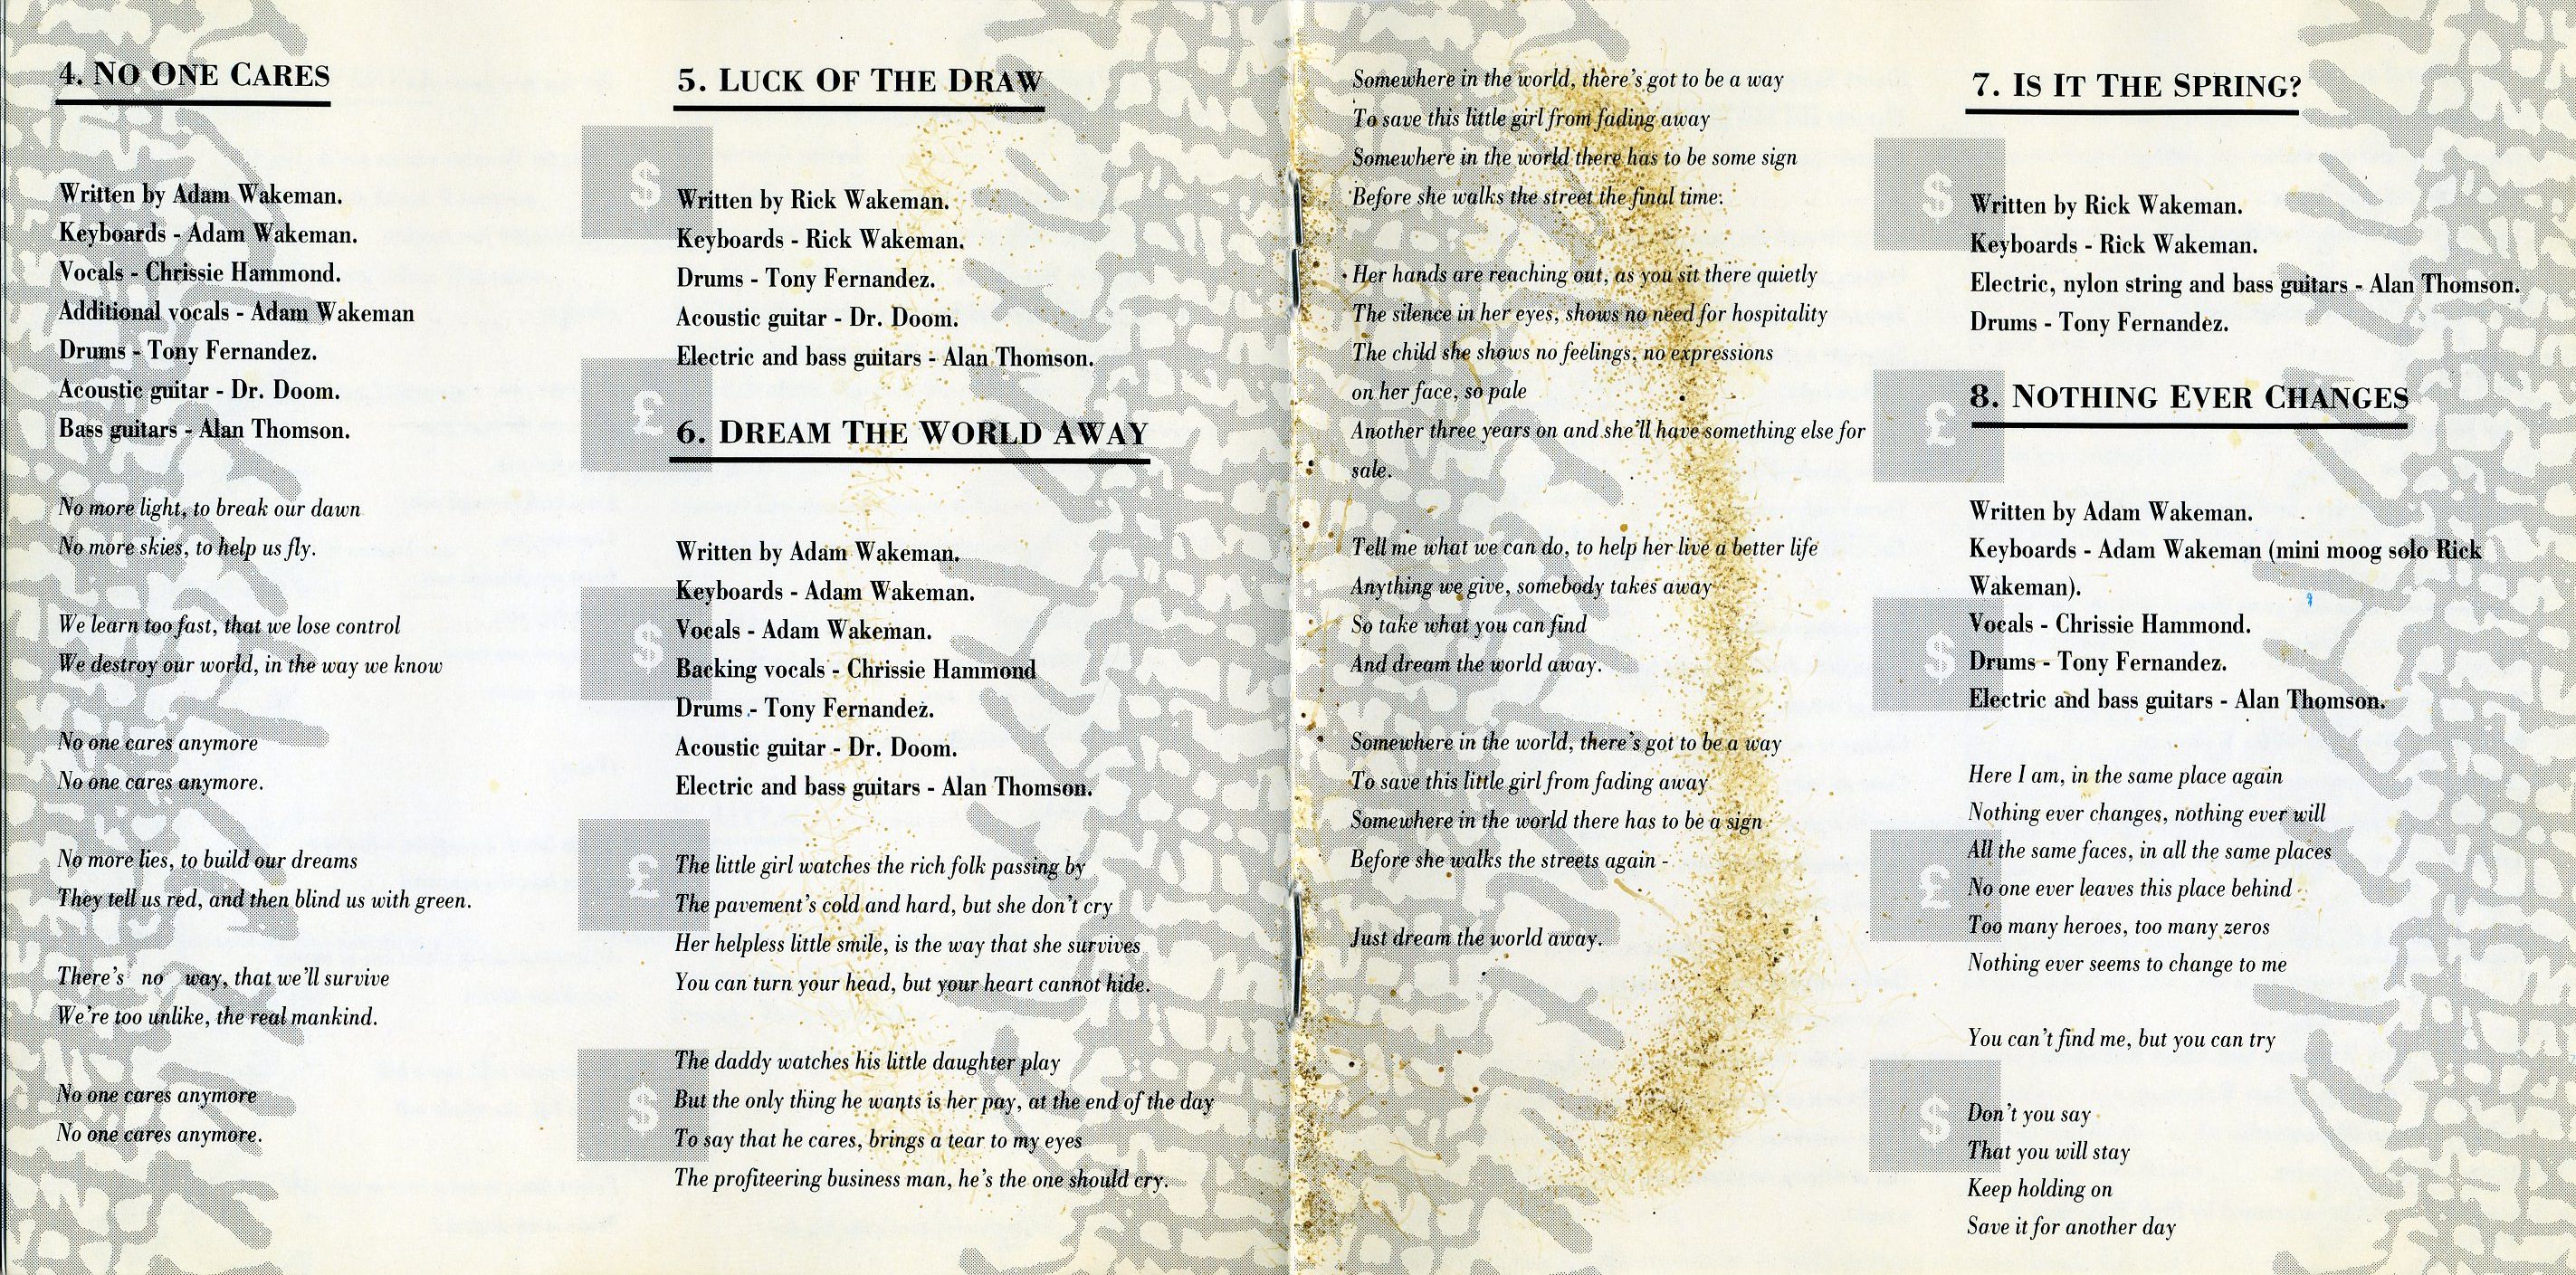 4. NO ONE CARES
Written by Adam Wakeman.
Keyboards - Adam Wakeman.
Vocals - Chrissie Hammond.
Additional vocals - Adam Wakeman
Drums - Tony Fernandez.
Acoustic guitar - Dr. Doom.
Bass guitars - Alan Thomson.
No more light, to break our dawn
No more skies, to help us fly.
We learn too fast, that we lose control
We destroy our world, in the way we know
No one cares anymore
No one cares anymore.
No more lies, to build our dreams
They tell us red, and then blind us with green.
There's no way, that we'll survive
We're too unlike, the real mankind.
No one cares anymore
No one cares anymore.
5. LUCK OF THE DRAW
$
Written by Rick Wakeman.
Keyboards - Rick Wakeman.
Drums - Tony Fernandez.
Acoustic guitar - Dr. Doom.
Electric and bass guitars - Alan Thomson.
£
6. DREAM THE WORLD AWAY
Written by Adam Wakeman.
Keyboards - Adam Wakeman.
$
Vocals - Adam Wakeman.
Backing vocals - Chrissie Hammond
Drums - Tony Fernandez.
Acoustic guitar - Dr. Doom.
Electric and bass guitars - Alan Thomson.
£
The little girl watches the rich folk passing by
The pavement's cold and hard, but she don't cry
Her helpless little smile, is the way that she survives
You can turn your head, but your heart cannot hide.
The daddy watches his little daughter play
$
But the only thing he wants is her pay, at the end of the day
To say that he cares, brings a tear to my eyes
The profiteering business man, he's the one should cry.
Somewhere in the world, there's got to be a way
To save this little girl from fading away
Somewhere in the world there has to be some sign
Before she walks the street the final time.
Her hands are reaching out, as you sit there quietly
The silence in her eyes, shows no need for hospitality
The child she shows no feelings, no expressions
on her face, so pale
Another three years on and she'll have something else for
sale.
Tell me what we can do, to help her live a better life
Anything we give, somebody takes away
So take what you can find
And dream the world away.
Somewhere in the world, there's got to be a way
To save this little girl from fading away
Somewhere in the world there has to be a sign
Before she walks the streets again -
Just dream the world away.
7. IS IT THE SPRING?
$
Written by Rick Wakeman.
Keyboards - Rick Wakeman.
Electric, nylon string and bass guitars - Alan Thomson.
Drums - Tony Fernandez.
£
8. NOTHING EVER CHANGES
Written by Adam Wakeman.
Keyboards - Adam Wakeman (mini moog solo Rick
Wakeman).
Vocals - Chrissie Hammond.
$
Drums - Tony Fernandez.
Electric and bass guitars - Alan Thomson.
Here I am, in the same place again
Nothing ever changes, nothing ever will
All the same faces, in all the same places
£
No one ever leaves this place behind
Too many heroes, too many zeros
Nothing ever seems to change to me
You can't find me, but you can try
$
Don't you say
That you will stay
Keep holding on
Save it for another day